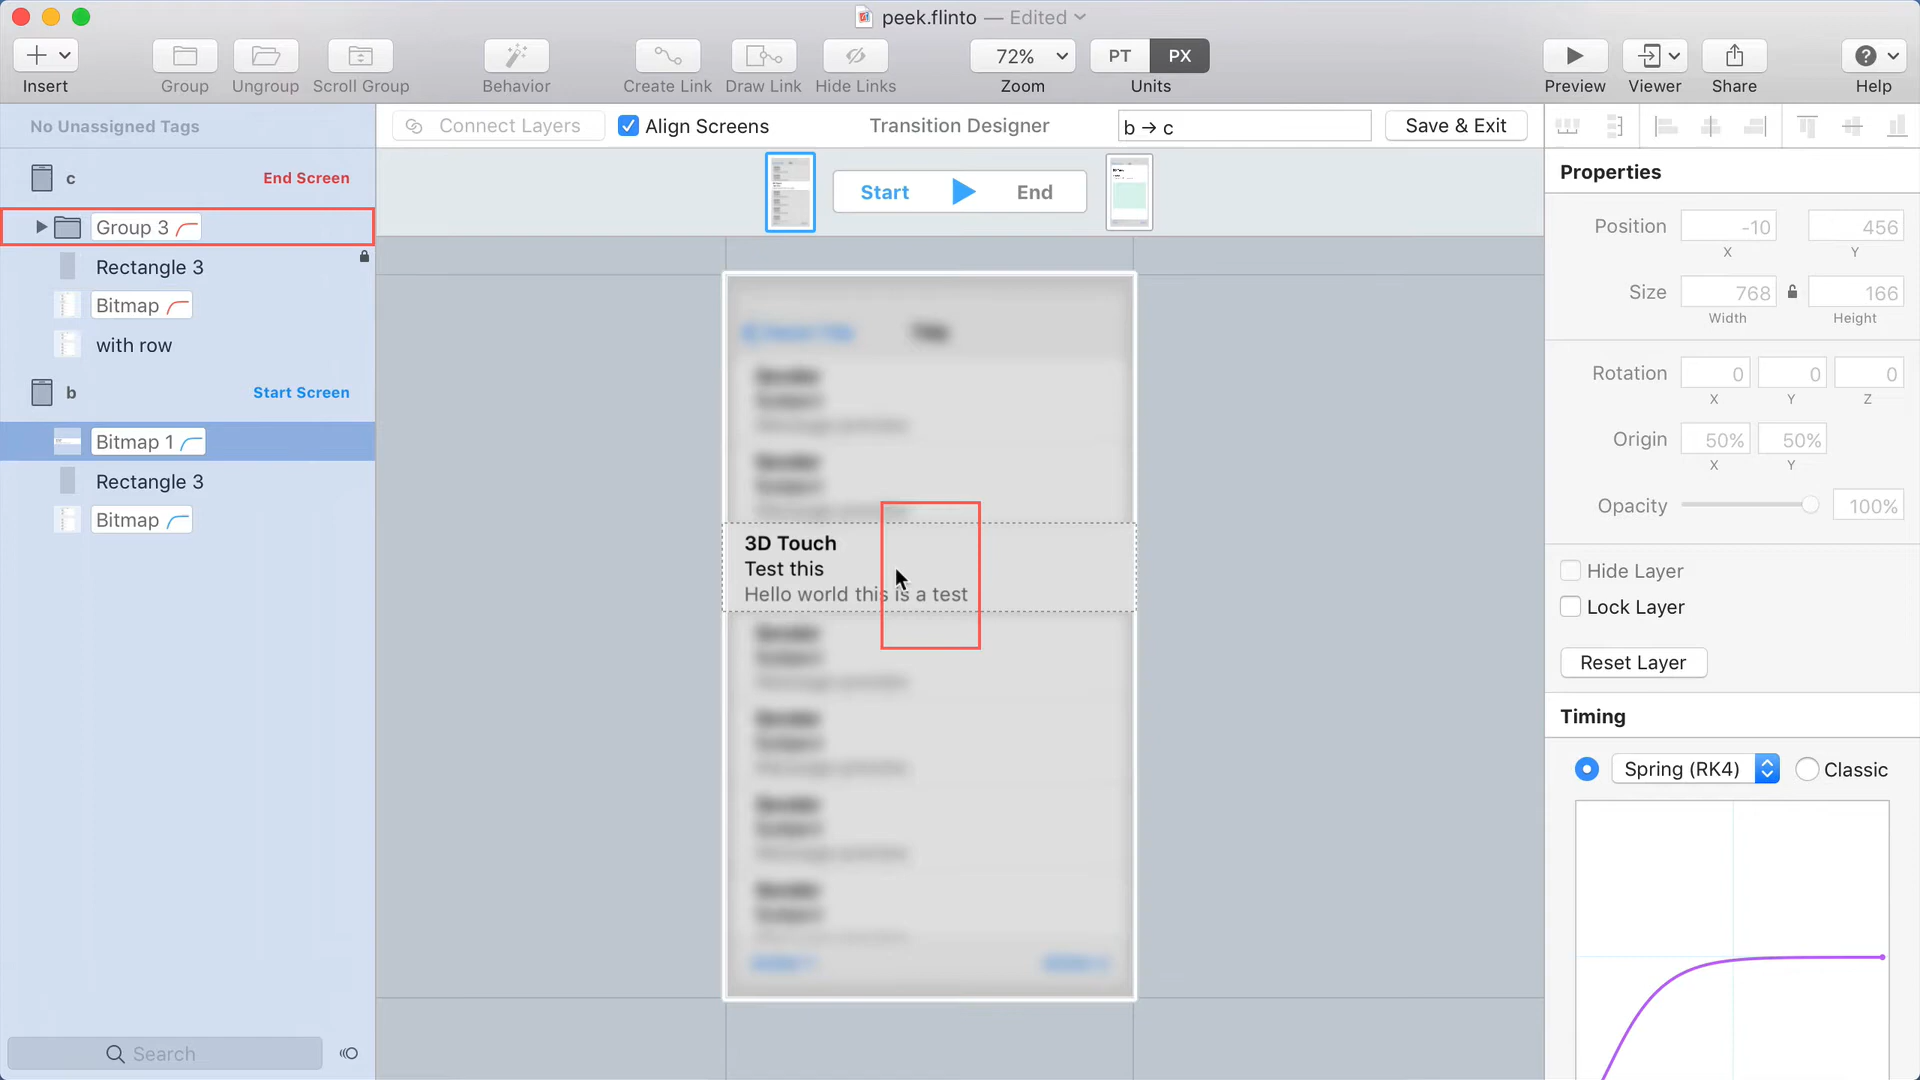 peek.flinto — Edited
Insert
Group
Ungroup
Scroll Group
Behavior
Create Link
Draw Link
Hide Links
72%
Zoom
PT
PX
Units
Preview
Viewer
Share
?
Help
No Unassigned Tags
Connect Layers
Align Screens
Transition Designer
b → c
Save & Exit
c
End Screen
Group 3
Rectangle 3
Bitmap
with row
b
Start Screen
Bitmap 1
Rectangle 3
Bitmap
Search
Start
End
3D Touch
Test this
Hello world this is a test
Properties
Position
-10
456
X
Y
Size
768
166
Width
Height
Rotation
0
0
0
X
Y
Z
Origin
50%
50%
X
Y
Opacity
100%
Hide Layer
Lock Layer
Reset Layer
Timing
Spring (RK4)
Classic